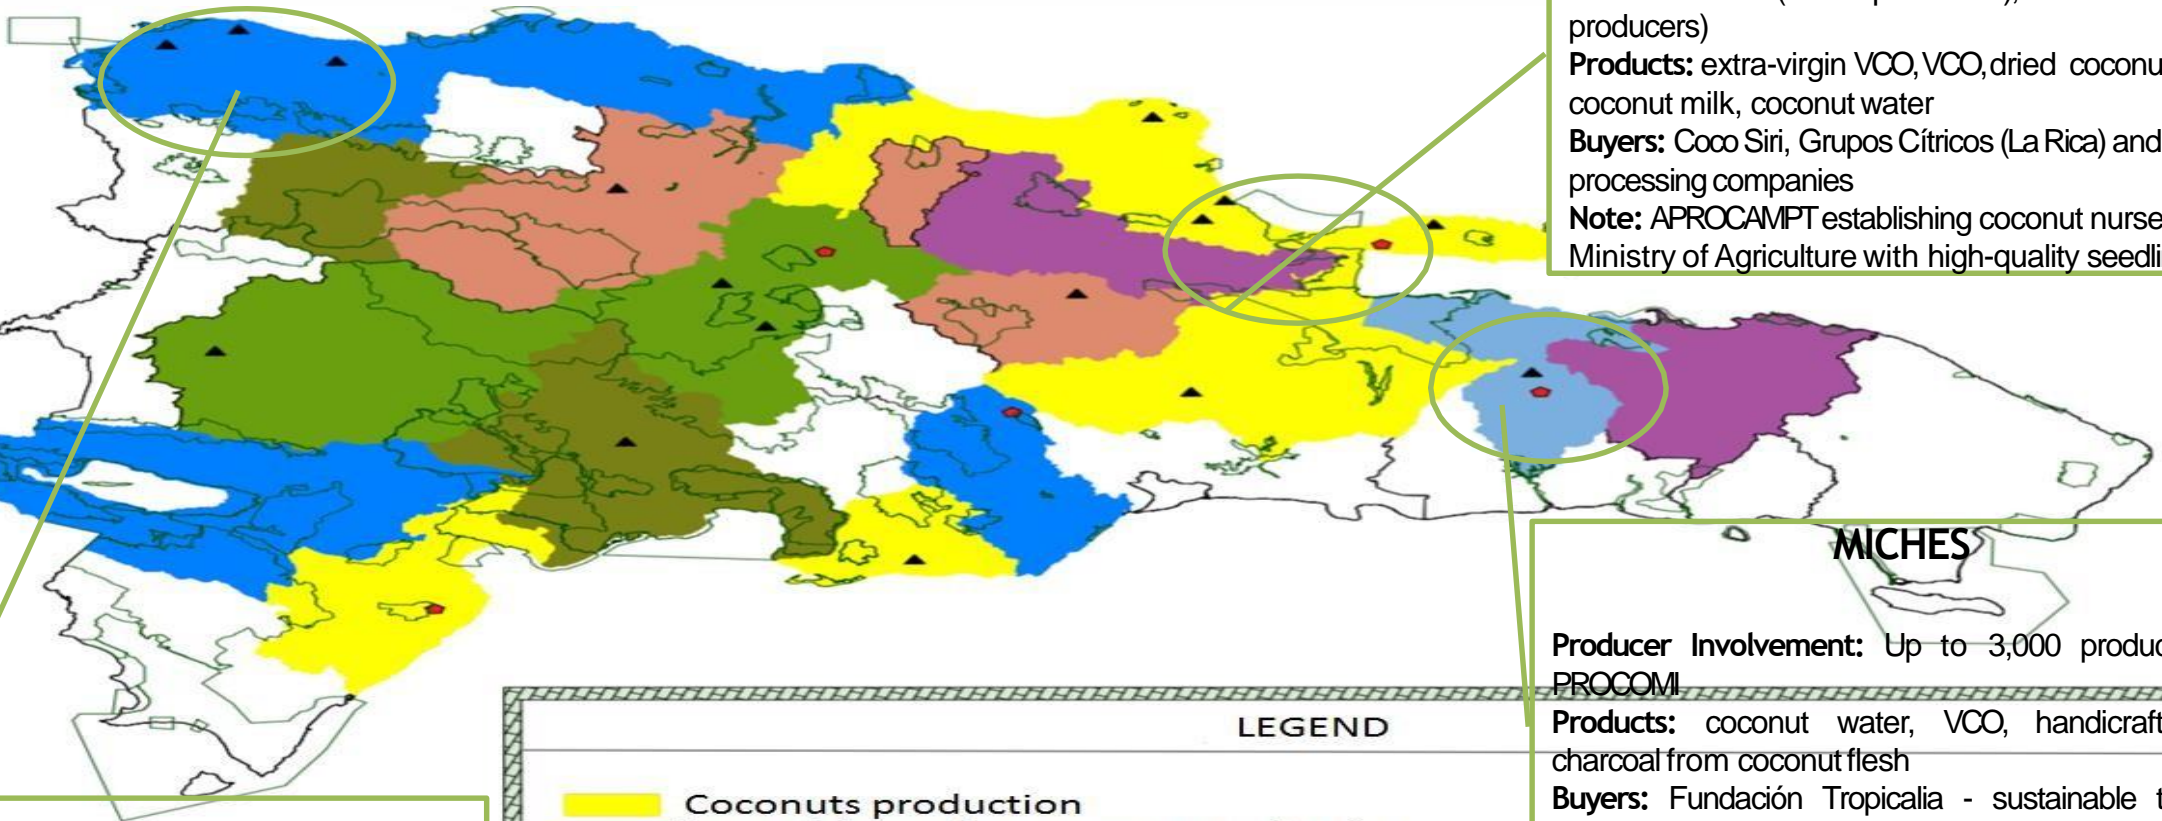 producers)
Products: extra-virgin VCO, VCO, dried coconu
coconut milk, coconut water
Buyers: Coco Siri, Grupos Cítricos (La Rica) and
processing companies
Note: APROCAMPT establishing coconut nurse
Ministry of Agriculture with high-quality seedli
MICHES
Producer Involvement: Up to 3,000 produc
PROCOMI
Products: coconut water, VCO, handicraft
charcoal from coconut flesh
Buyers: Fundación Tropicalia - sustainable t
LEGEND
Coconuts production